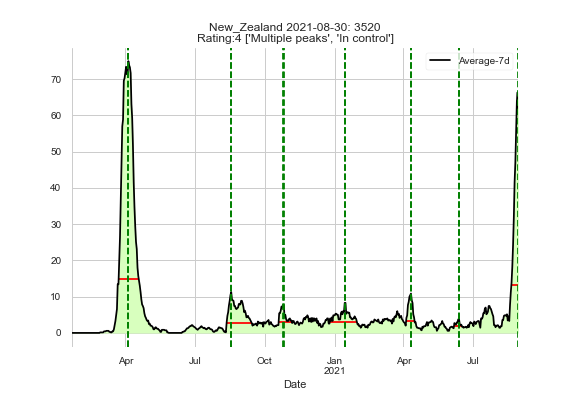 New_Zealand 2021-08-30: 3520
Rating:4 ['Multiple peaks', 'In control']
Average-7d
70
60
50
40
30
20
10
0
Apr Jul Oct Jan Apr Jul
2021
Date